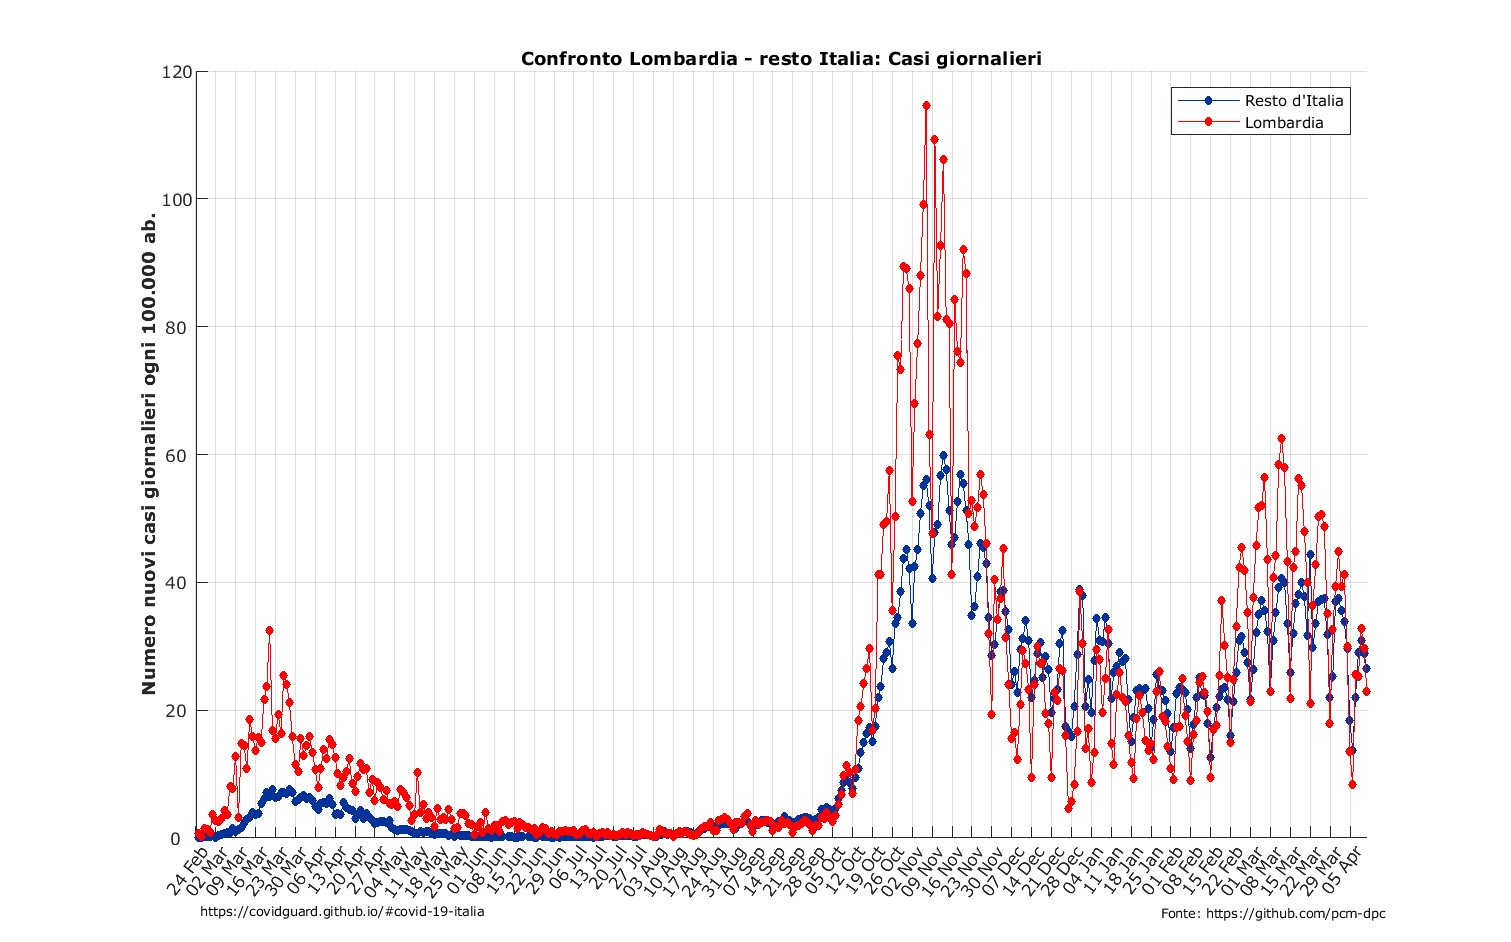 Confronto Lombardia - resto Italia: Casi giornalieri
Numero nuovi casi giornalieri ogni 100.000 ab.
120
100
80
60
40
20
0
Resto d'Italia
Lombardia
24 Feb
02 Mar
09 Mar
16 Mar
23 Mar
30 Mar
06 Apr
13 Apr
20 Apr
27 Apr
04 May
11 May
18 May
25 May
01 Jun
08 Jun
15 Jun
22 Jun
29 Jun
06 Jul
13 Jul
20 Jul
27 Jul
03 Aug
10 Aug
17 Aug
24 Aug
31 Aug
07 Sep
14 Sep
21 Sep
28 Sep
05 Oct
12 Oct
19 Oct
26 Oct
02 Nov
09 Nov
16 Nov
23 Nov
30 Nov
07 Dec
14 Dec
21 Dec
28 Dec
04 Jan
11 Jan
18 Jan
25 Jan
01 Feb
08 Feb
15 Feb
22 Feb
01 Mar
08 Mar
15 Mar
22 Mar
29 Mar
05 Apr
https://covidguard.github.io/#covid-19-italia
Fonte: https://github.com/pcm-dpc